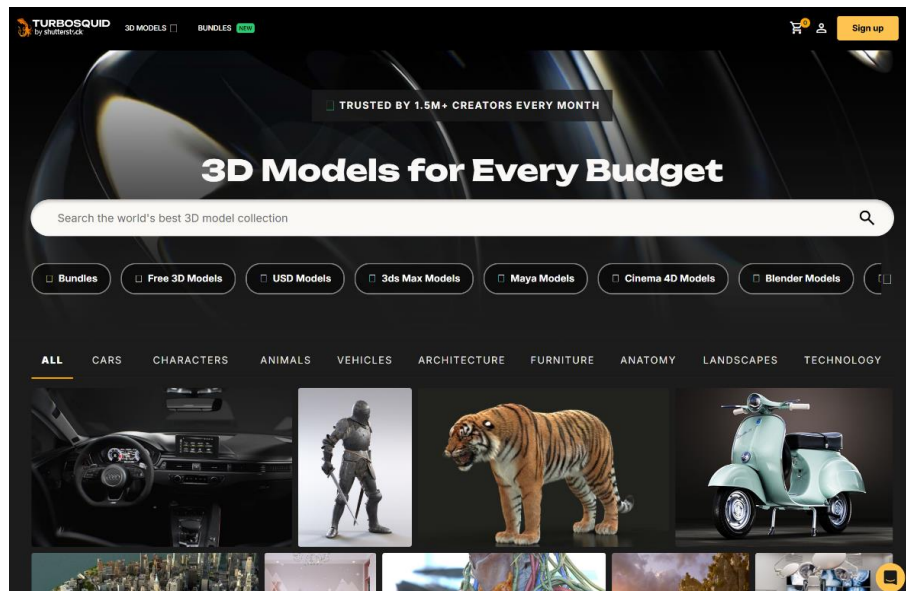 TURBOSQUID
by shutterstock
3D MODELS
BUNDLES NEW
0
Sign up
TRUSTED BY 1.5M+ CREATORS EVERY MONTH
3D Models for Every Budget
Search the world's best 3D model collection
Bundles
Free 3D Models
USD Models
3ds Max Models
Maya Models
Cinema 4D Models
Blender Models
ALL
CARS
CHARACTERS
ANIMALS
VEHICLES
ARCHITECTURE
FURNITURE
ANATOMY
LANDSCAPES
TECHNOLOGY